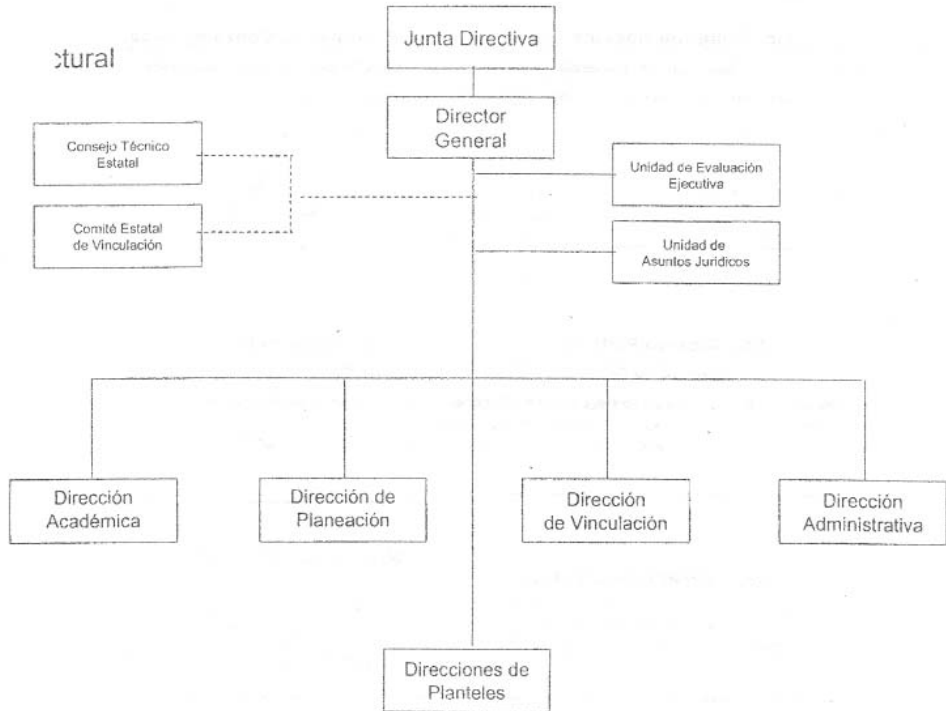 ctural
Junta Directiva
Director
General
Consejo Técnico
Estatal
Comité Estatal
de Vinculación
Unidad de Evaluación
Ejecutiva
Unidad de
Asuntos Jurídicos
Dirección
Académica
Dirección de
Planeación
Dirección
de Vinculación
Dirección
Administrativa
Direcciones de
Planteles